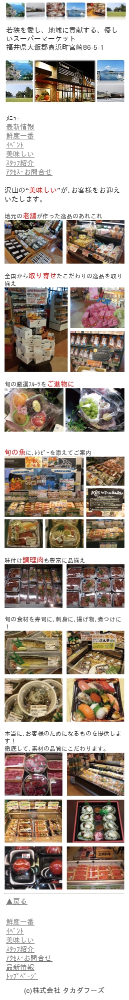 若狭を愛し、地域に貢献する、優し
いスーパーマーケット
福井県大飯郡高浜町宮崎86-5-1
ﾒﾆｭｰ
最新情報
鮮度一番
ｲﾍﾞﾝﾄ
美味しい
ｽﾀｯﾌ紹介
ｱｸｾｽ･お問合せ
沢山の“美味しい”が､お客様をお迎え
いたします。
地元の老舗が作った逸品のあれこれ
全国から取り寄せたこだわりの逸品を取り
揃え
旬の厳選ﾌﾙｰﾂをご進物に
旬の魚に､ﾚｼﾋﾟｰを添えてご案内
味付け調理肉も豊富に品揃え
旬の食材を寿司に､刺身に､揚げ物､煮つけに
！
本当に､お客様のためになるものを提供しま
す！
徹底して､素材の品質にこだわります。
▲戻る
鮮度一番
ｲﾍﾞﾝﾄ
美味しい
ｽﾀｯﾌ紹介
ｱｸｾｽ･お問合せ
最新情報
ﾄｯﾌﾟﾍﾟｰｼﾞ
(c)株式会社 タカダフーズ